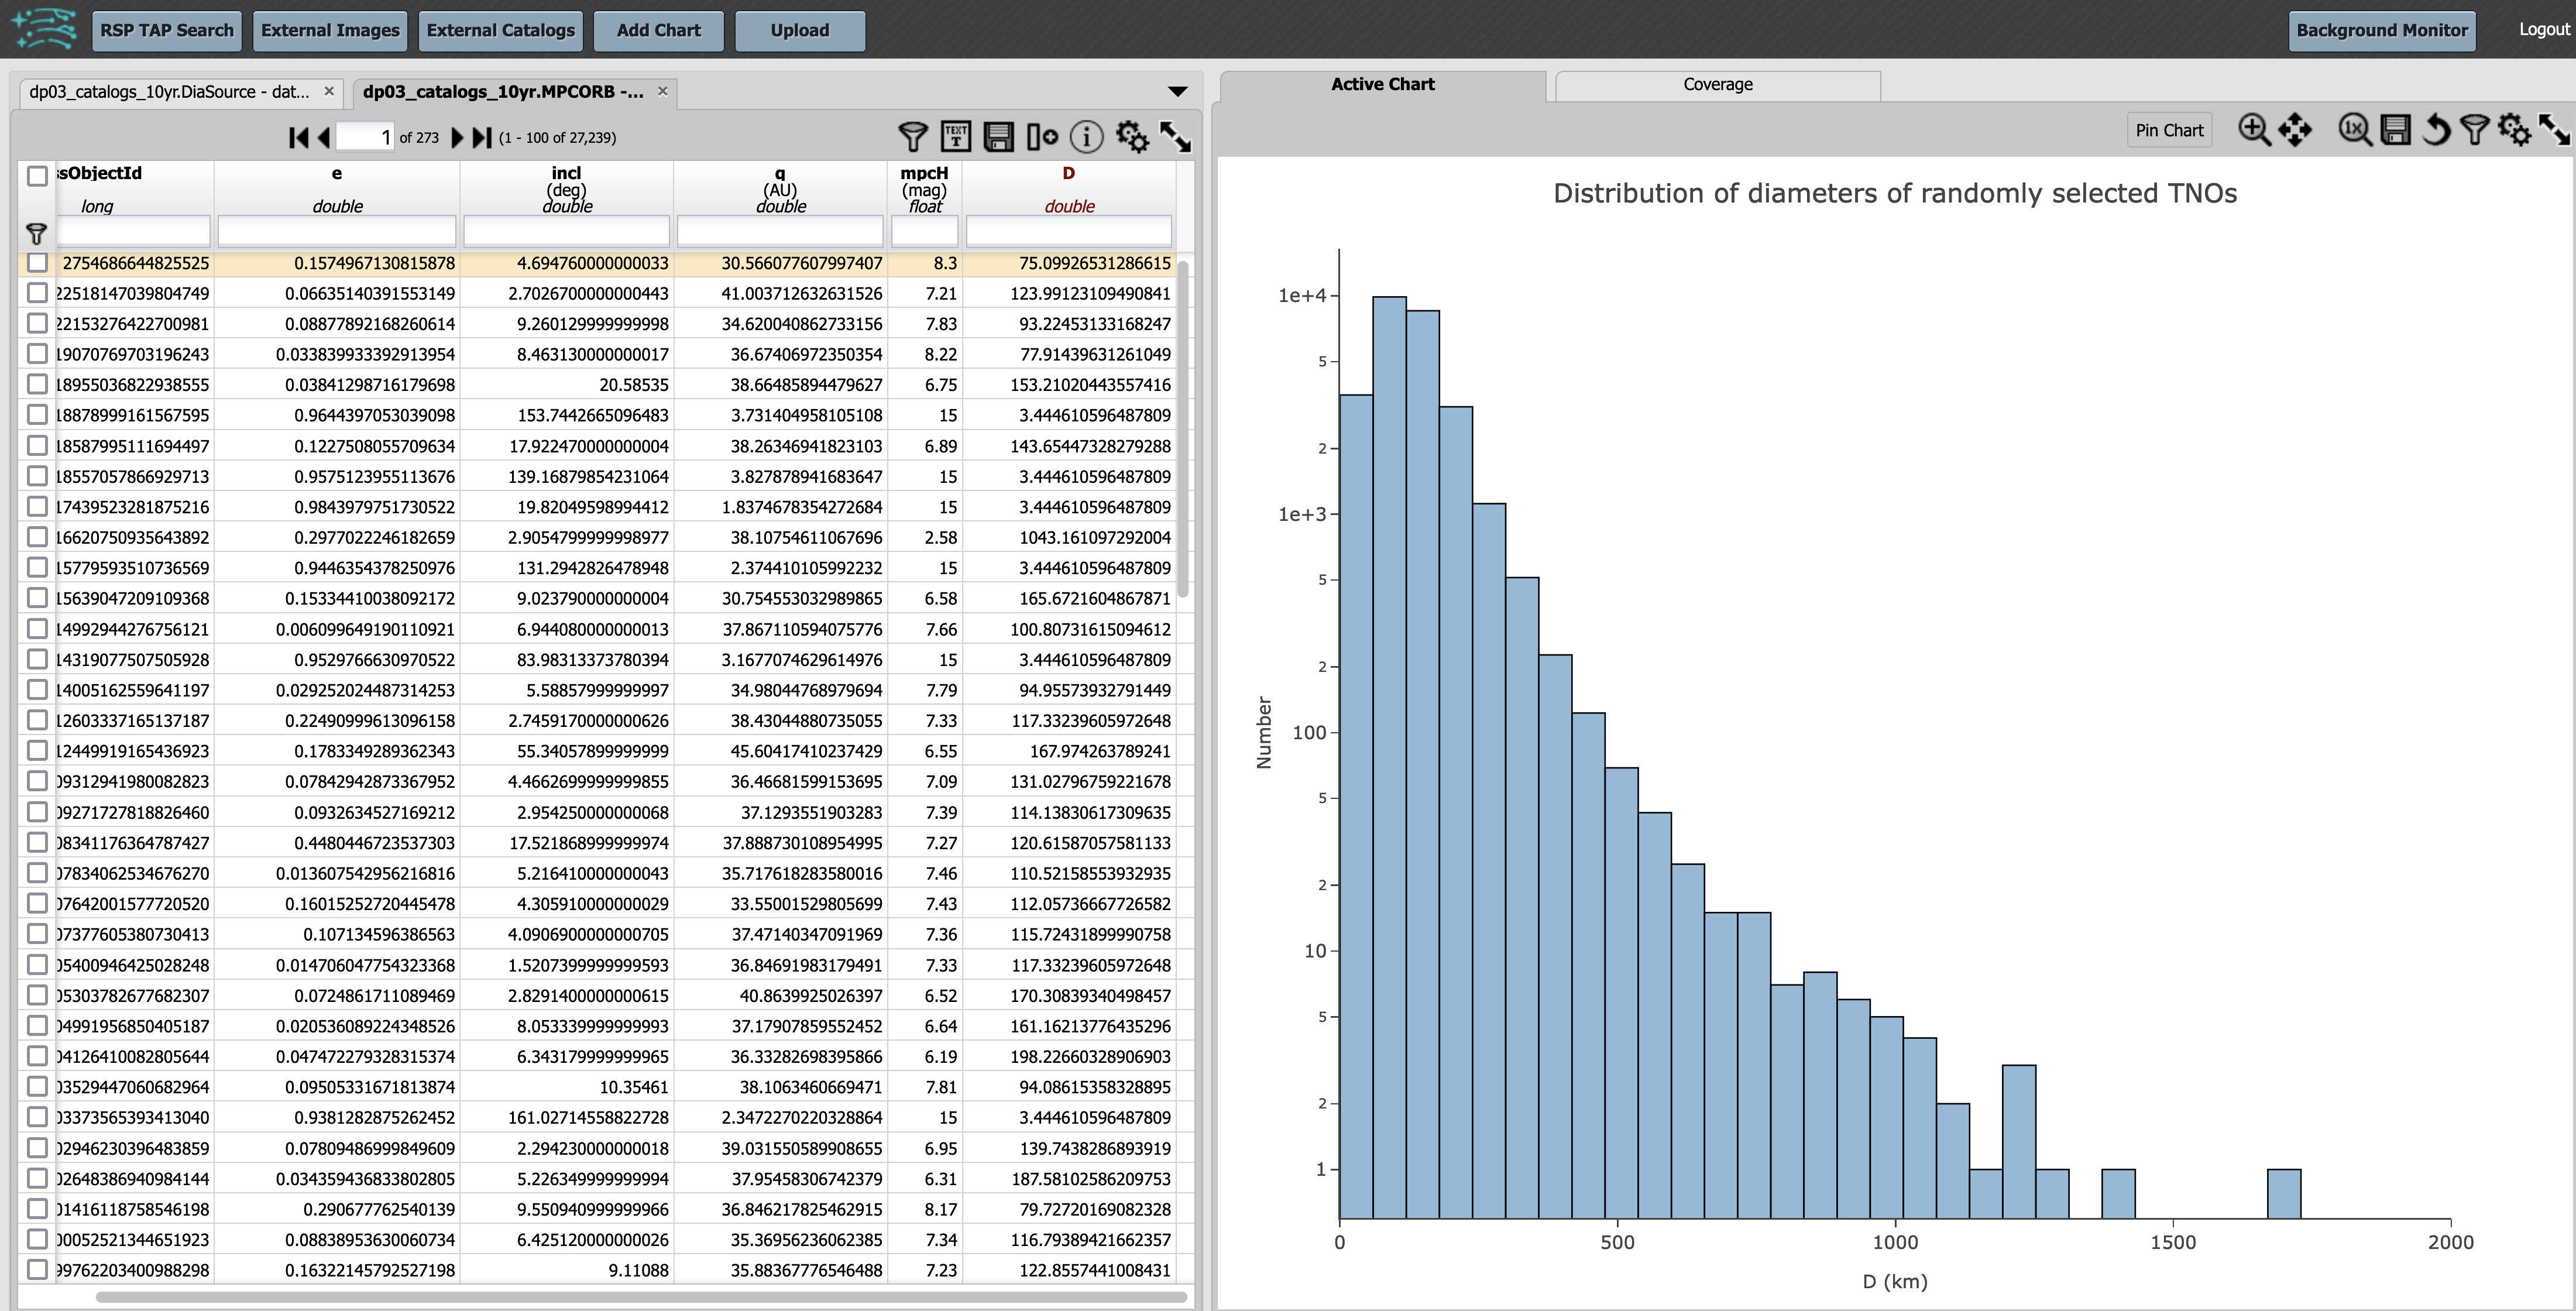 RSP TAP Search External Images External Catalogs Add Chart Upload Background Monitor Logout
dp03_catalogs_10yr.DiaSource - dat... × dp03_catalogs_10yr.MPCORB -... ×
1 of 273 (1 - 100 of 27,239)
ssObjectId e incl q mpcH D
(deg) (AU) (mag)
long double double double float double
2754686644825525 0.1574967130815878 4.694760000000033 30.566077607997407 8.3 75.09926531286615
22518147039804749 0.06635140391553149 2.7026700000000443 41.003712632631526 7.21 123.99123109490841
22153276422700981 0.08877892168260614 9.260129999999998 34.620040862733156 7.83 93.22453133168247
19070769703196243 0.033839933392913954 8.463130000000017 36.67406972350354 8.22 77.91439631261049
18955036822938555 0.03841298716179698 20.58535 38.66485894479627 6.75 153.21020443557416
18878999161567595 0.9644397053039098 153.7442665096483 3.731404958105108 15 3.444610596487809
18587995111694497 0.1227508055709634 17.922470000000004 38.26346941823103 6.89 143.65447328279288
18557057866929713 0.9575123955113676 139.16879854231064 3.827878941683647 15 3.444610596487809
17439523281875216 0.9843979751730522 19.82049598994412 1.8374678354272684 15 3.444610596487809
16620750935643892 0.2977022246182659 2.9054799999998977 38.10754611067696 2.58 1043.161097292004
15779593510736569 0.9446354378250976 131.2942826478948 2.374410105992232 15 3.444610596487809
15639047209109368 0.15334410038092172 9.023790000000004 30.754553032989865 6.58 165.6721604867871
14992944276756121 0.006099649190110921 6.944080000000013 37.867110594075776 7.66 100.80731615094612
14319077507505928 0.9529766630970522 83.98313373780394 3.1677074629614976 15 3.444610596487809
14005162559641197 0.029252024487314253 5.58857999999997 34.98044768979694 7.79 94.95573932791449
12603337165137187 0.22490999613096158 2.7459170000000626 38.43044880735055 7.33 117.33239605972648
12449919165436923 0.1783349289362343 55.34057899999999 45.60417410237429 6.55 167.974263789241
09312941980082823 0.07842942873367952 4.4662699999999855 36.46681599153695 7.09 131.02796759221678
09271727818826460 0.0932634527169212 2.954250000000068 37.1293551903283 7.39 114.13830617309635
08341176364787427 0.4480446723537303 17.521868999999974 37.888730108954995 7.27 120.61587057581133
07834062534676270 0.013607542956216816 5.216410000000043 35.717618283580016 7.46 110.52158553932935
07642001577720520 0.16015252720445478 4.305910000000029 33.55001529805699 7.43 112.05736667726582
07377605380730413 0.107134596386563 4.0906900000000705 37.47140347091969 7.36 115.72431899990758
05400946425028248 0.014706047754323368 1.5207399999999593 36.84691983179491 7.33 117.33239605972648
05303782677682307 0.0724861711089469 2.8291400000000615 40.8639925026397 6.52 170.30839340498457
04991956850405187 0.020536089224348526 8.053339999999993 37.17907859552452 6.64 161.16213776435296
04126410082805644 0.047472279328315374 6.343179999999965 36.33282698395866 6.19 198.22660328906903
03529447060682964 0.09505331671813874 10.35461 38.1063460669471 7.81 94.08615358328895
03373565393413040 0.9381282875262452 161.02714558822728 2.3472270220328864 15 3.444610596487809
02946230396483859 0.07809486999849609 2.294230000000018 39.031550589908655 6.95 139.7438286893919
02648386940984144 0.034359436833802805 5.226349999999994 37.95458306742379 6.31 187.58102586209753
01416118758546198 0.290677762540139 9.550940999999966 36.846217825462915 8.17 79.72720169082328
00052521344651923 0.08838953630060734 6.425120000000026 35.36956236062385 7.34 116.79389421662357
99762203400988298 0.16322145792527198 9.11088 35.88367776546488 7.23 122.8557441008431
Active Chart Coverage
Pin Chart
Distribution of diameters of randomly selected TNOs
1e+4
5
2
1e+3
5
2
100
5
2
10
5
2
1
Number
0 500 1000 1500 2000
D (km)